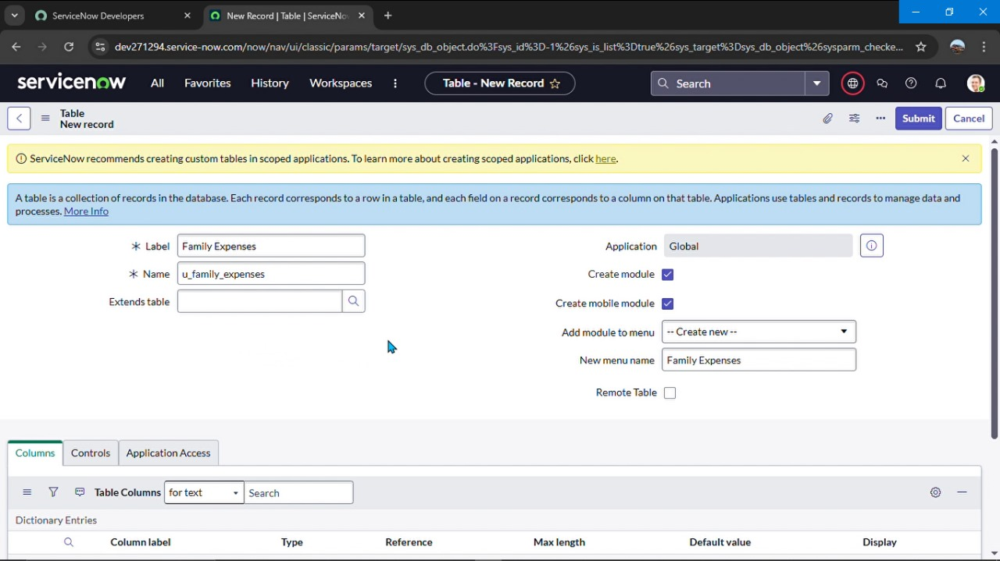 ServiceNow Developers
New Record | Table | ServiceNo
dev271294.service-now.com/now/nav/ui/classic/params/target/sys_db_object.do%3Fsys_id%3D-1%26sys_is_list%3Dtrue%26sys_target%3Dsys_db_object%26sysparm_checke...
servicenow All Favorites History Workspaces Table - New Record Search
Table
New record
Submit Cancel
ServiceNow recommends creating custom tables in scoped applications. To learn more about creating scoped applications, click here.
A table is a collection of records in the database. Each record corresponds to a row in a table, and each field on a record corresponds to a column on that table. Applications use tables and records to manage data and
processes. More Info
Label Family Expenses
Name u_family_expenses
Extends table
Application Global
Create module
Create mobile module
Add module to menu -- Create new --
New menu name Family Expenses
Remote Table
Columns Controls Application Access
Table Columns for text Search
Dictionary Entries
Column label Type Reference Max length Default value Display